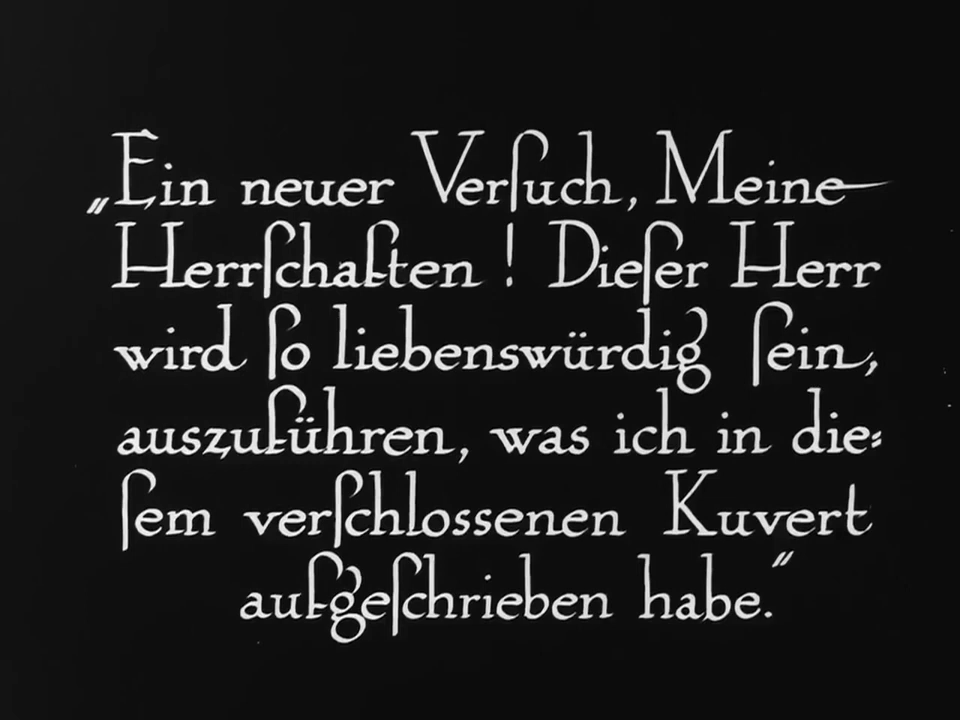 „Ein neuer Verſuch, Meine
Herrſchaften ! Dieſer Herr
wird ſo liebenswürdig ſein,
auszuführen, was ich in die⸗
ſem verſchlossenen Kuvert
aufgeſchrieben habe.“